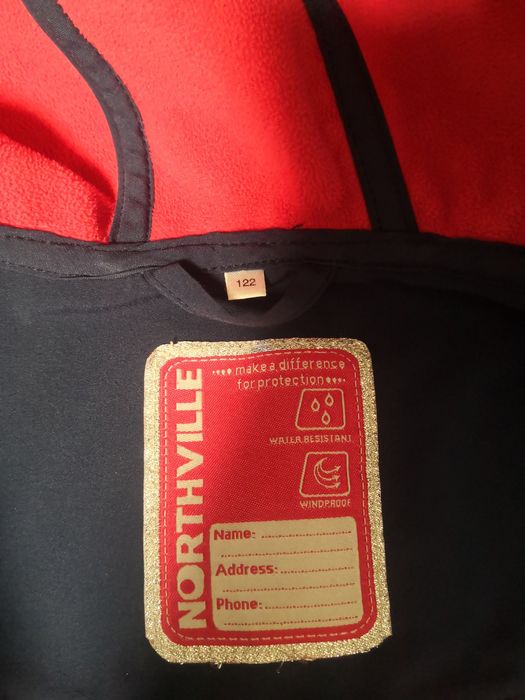 122
make a difference
for protection
NORTHVILLE
WATER RESISTANT
WINDPROOF
Name:
Address:
Phone: